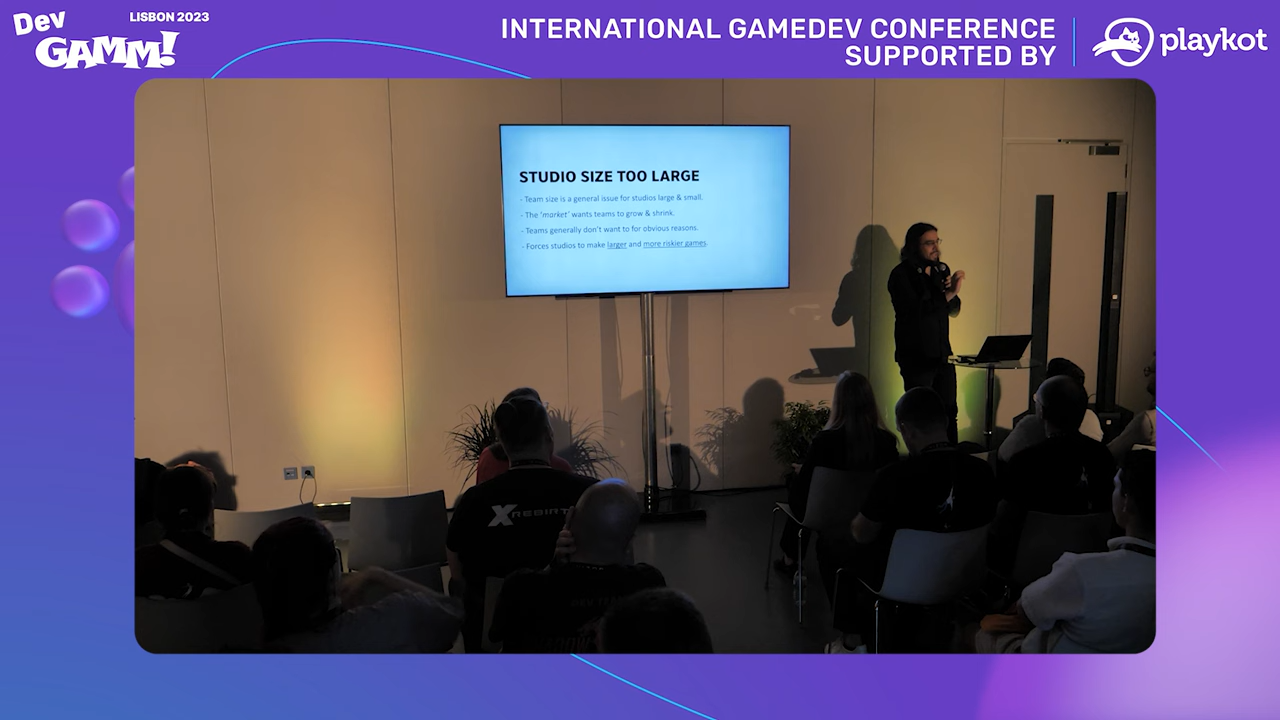 Dev
GAMM!
LISBON 2023
INTERNATIONAL GAMEDEV CONFERENCE
SUPPORTED BY
playkot
STUDIO SIZE TOO LARGE
- Team size is a general issue for studios large & small.
- The 'market' wants teams to grow & shrink.
- Teams generally don't want to for obvious reasons.
- Forces studios to make larger and more riskier games.
X REBIRTH